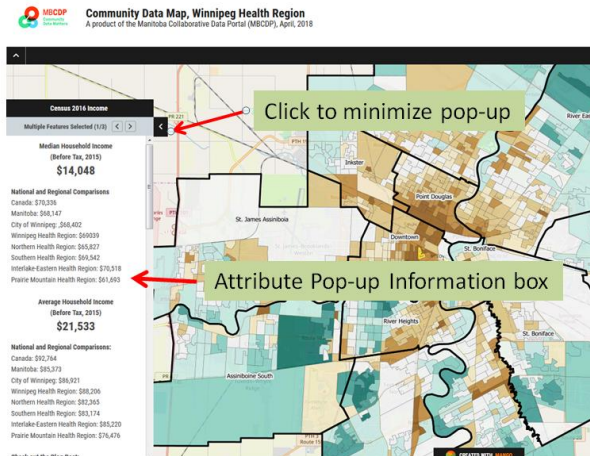 MBCDP
Community
Data Matters
Community Data Map, Winnipeg Health Region
A product of the Manitoba Collaborative Data Portal (MBCDP), April, 2018
Census 2016 Income
Multiple Features Selected (1/3)
Median Household Income
(Before Tax, 2015)
$14,048
National and Regional Comparisons
Canada: $70,336
Manitoba: $68,147
City of Winnipeg: ,$68,402
Winnipeg Health Region: $69039
Northern Health Region: $65,827
Southern Health Region: $69,542
Interlake-Eastern Health Region: $70,518
Prairie Mountain Health Region: $61,693
Average Household Income
(Before Tax, 2015)
$21,533
National and Regional Comparisons:
Canada: $92,764
Manitoba: $85,373
City of Winnipeg: $86,921
Winnipeg Health Region: $88,206
Northern Health Region: $82,365
Southern Health Region: $83,174
Interlake-Eastern Health Region: $85,220
Prairie Mountain Health Region: $76,476
Click to minimize pop-up
Attribute Pop-up Information box
PR 221
PTH
River Eas
Inkster
Point Douglas
St. James Assiniboia
Downtown
St. Boniface
River Heights
St. Boniface
Assiniboine South
Route
CREATED WITH MANGO